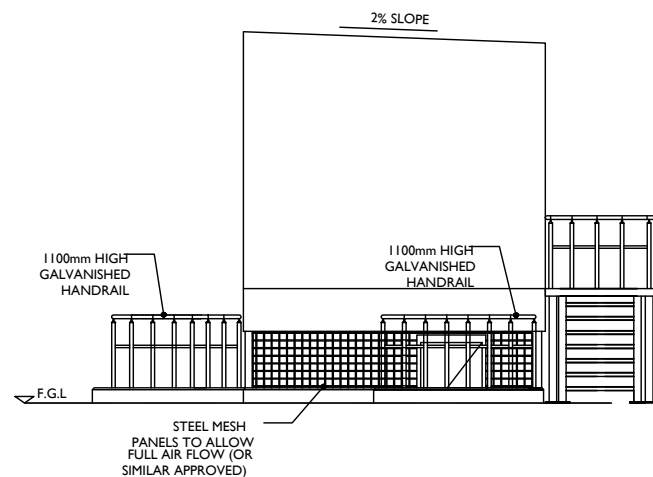 2% SLOPE
1100mm HIGH
GALVANISHED
HANDRAIL
1100mm HIGH
GALVANISHED
HANDRAIL
F.G.L
STEEL MESH
PANELS TO ALLOW
FULL AIR FLOW (OR
SIMILAR APPROVED)